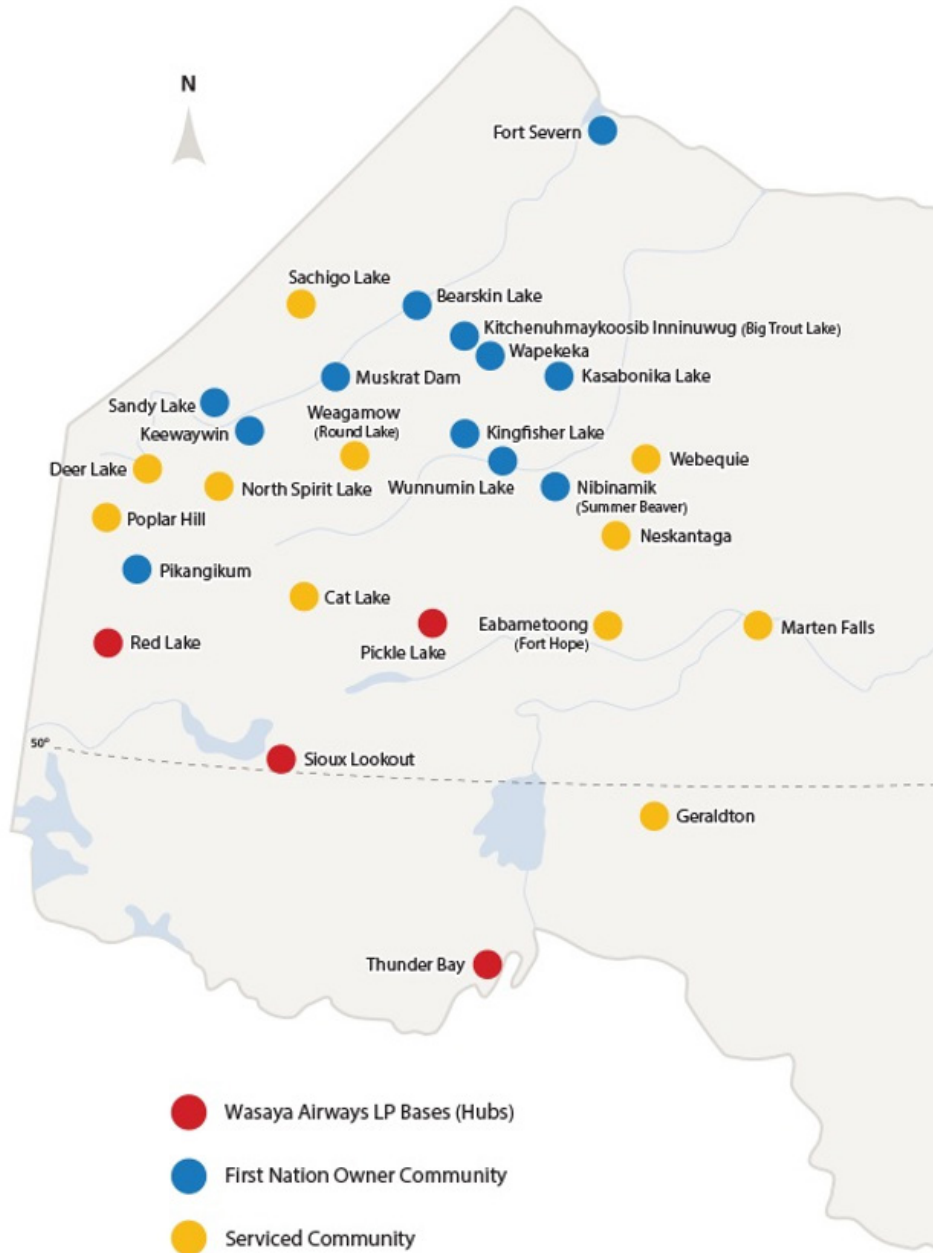 N
Fort Severn
Sachigo Lake
Bearskin Lake
Kitchenuhmaykoosib Inninuwug (Big Trout Lake)
Wapekeka
Muskrat Dam
Kasabonika Lake
Sandy Lake
Weagamow
(Round Lake)
Keewaywin
Kingfisher Lake
Webequie
Deer Lake
North Spirit Lake
Wunnumin Lake
Nibinamik
(Summer Beaver)
Poplar Hill
Neskantaga
Pikangikum
Cat Lake
Red Lake
Pickle Lake
Eabametoong
(Fort Hope)
Marten Falls
50°
Sioux Lookout
Geraldton
Thunder Bay
Wasaya Airways LP Bases (Hubs)
First Nation Owner Community
Serviced Community